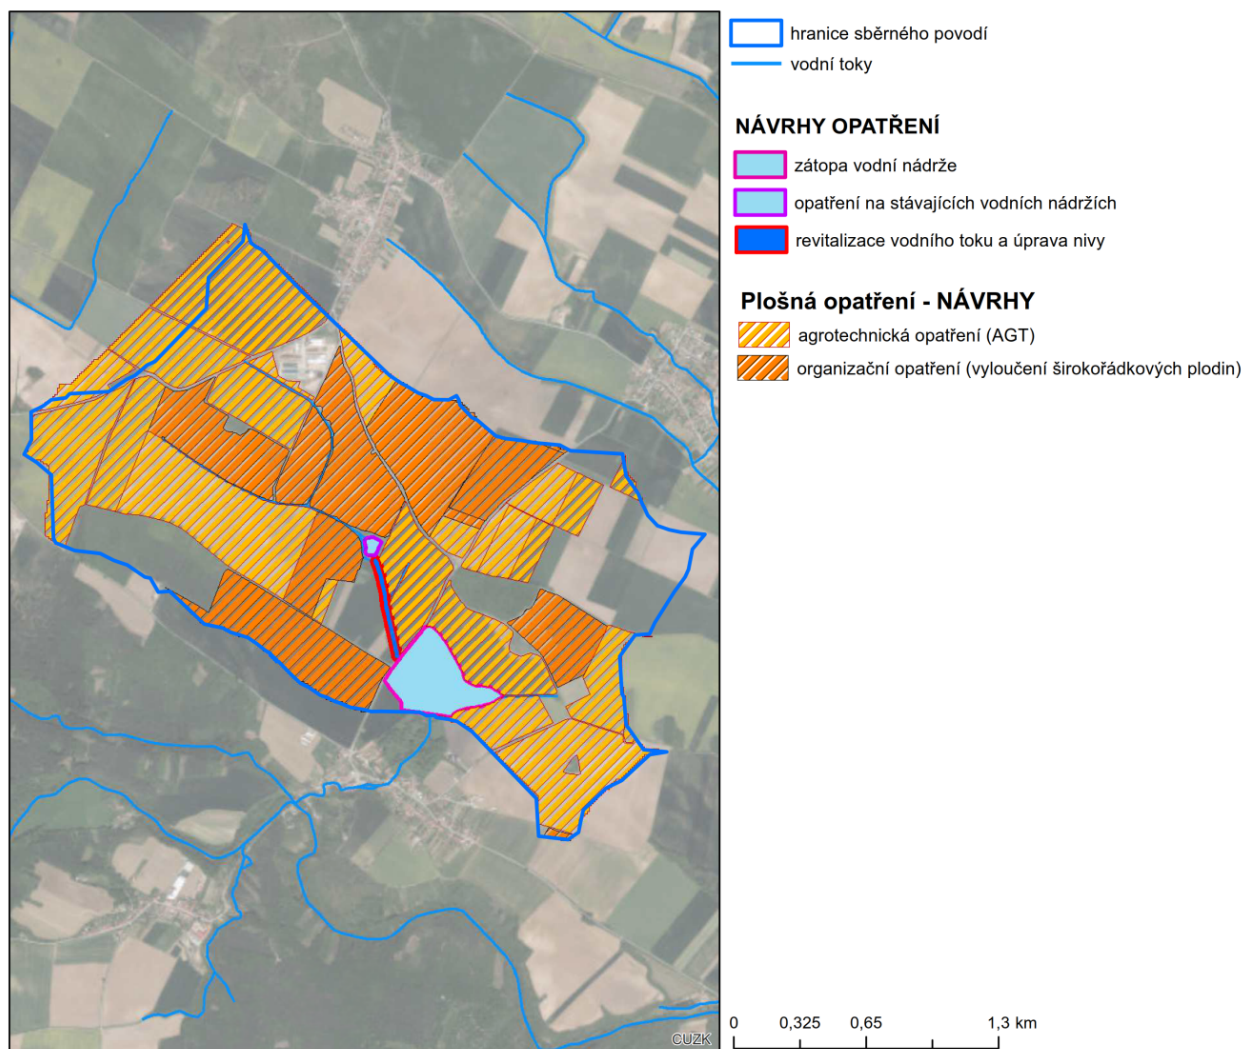 hranice sběrného povodí
vodní toky
NÁVRHY OPATŘENÍ
zátopa vodní nádrže
opatření na stávajících vodních nádržích
revitalizace vodního toku a úprava nivy
Plošná opatření - NÁVRHY
agrotechnická opatření (AGT)
organizační opatření (vyloučení širokořádkových plodin)
CUZK
0 0,325 0,65 1,3 km